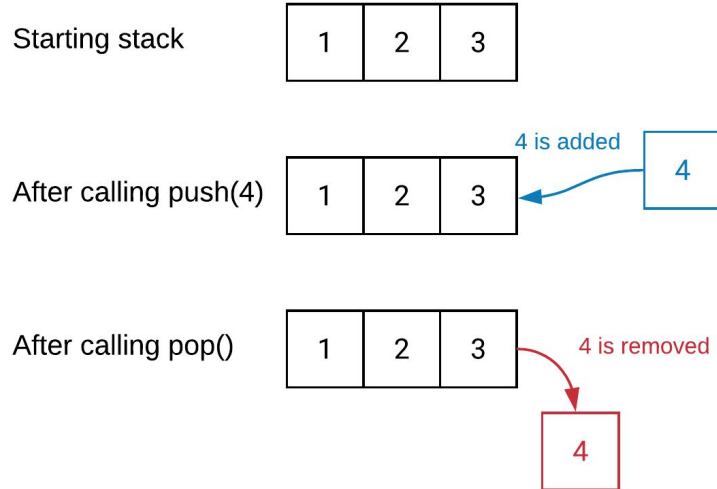 Starting stack
1 2 3
4 is added
4
After calling push(4)
1 2 3
After calling pop()
1 2 3
4 is removed
4